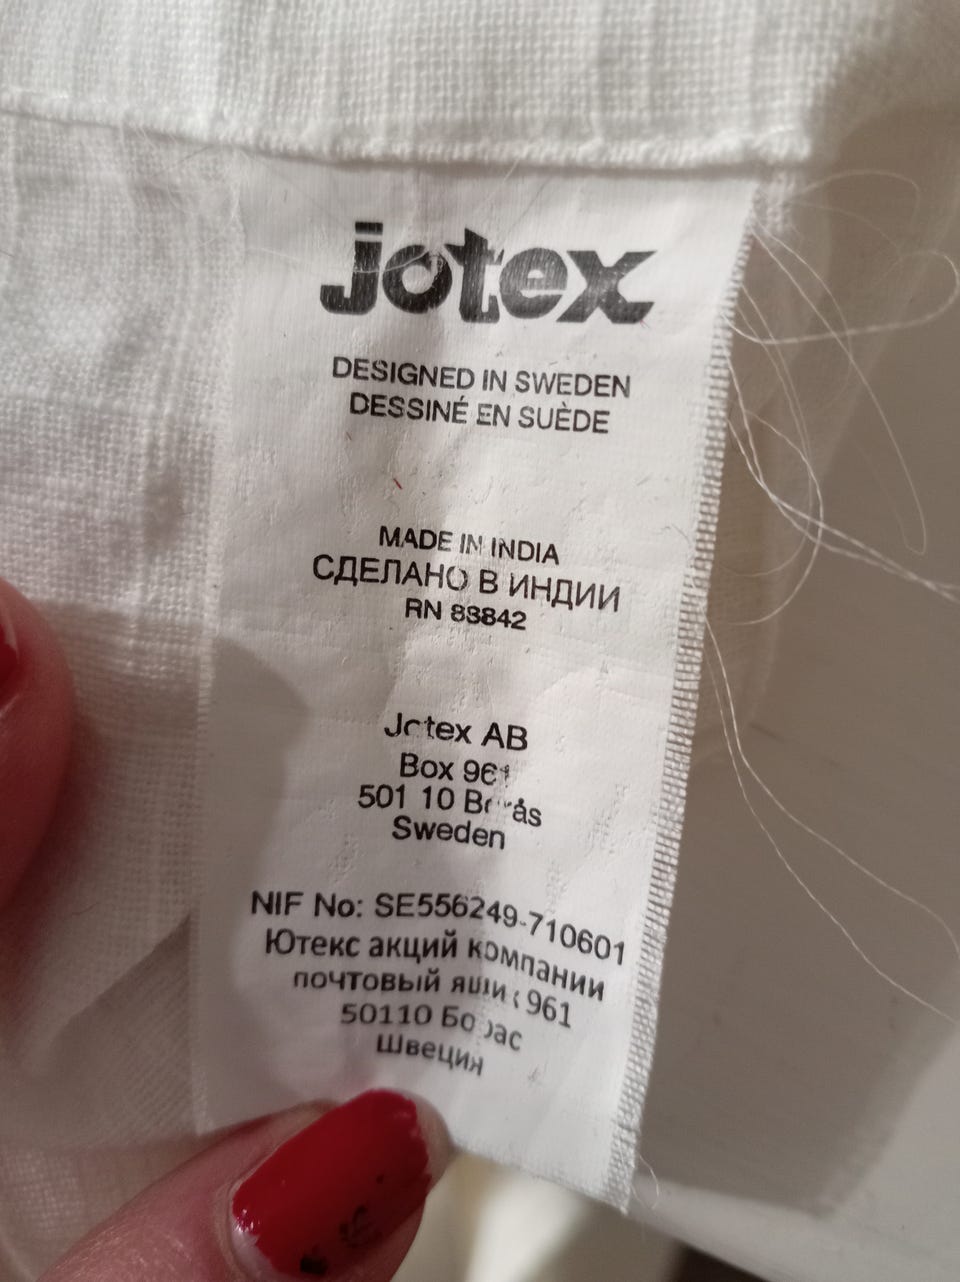 jotex
DESIGNED IN SWEDEN
DESSINÉ EN SUÈDE
MADE IN INDIA
СДЕЛАНО В ИНДИИ
RN 83842
Jotex AB
Box 961
501 10 Borås
Sweden
NIF No: SE556249-710601
Ютекс акций компании
почтовый ящик 961
50110 Борас
Швеция